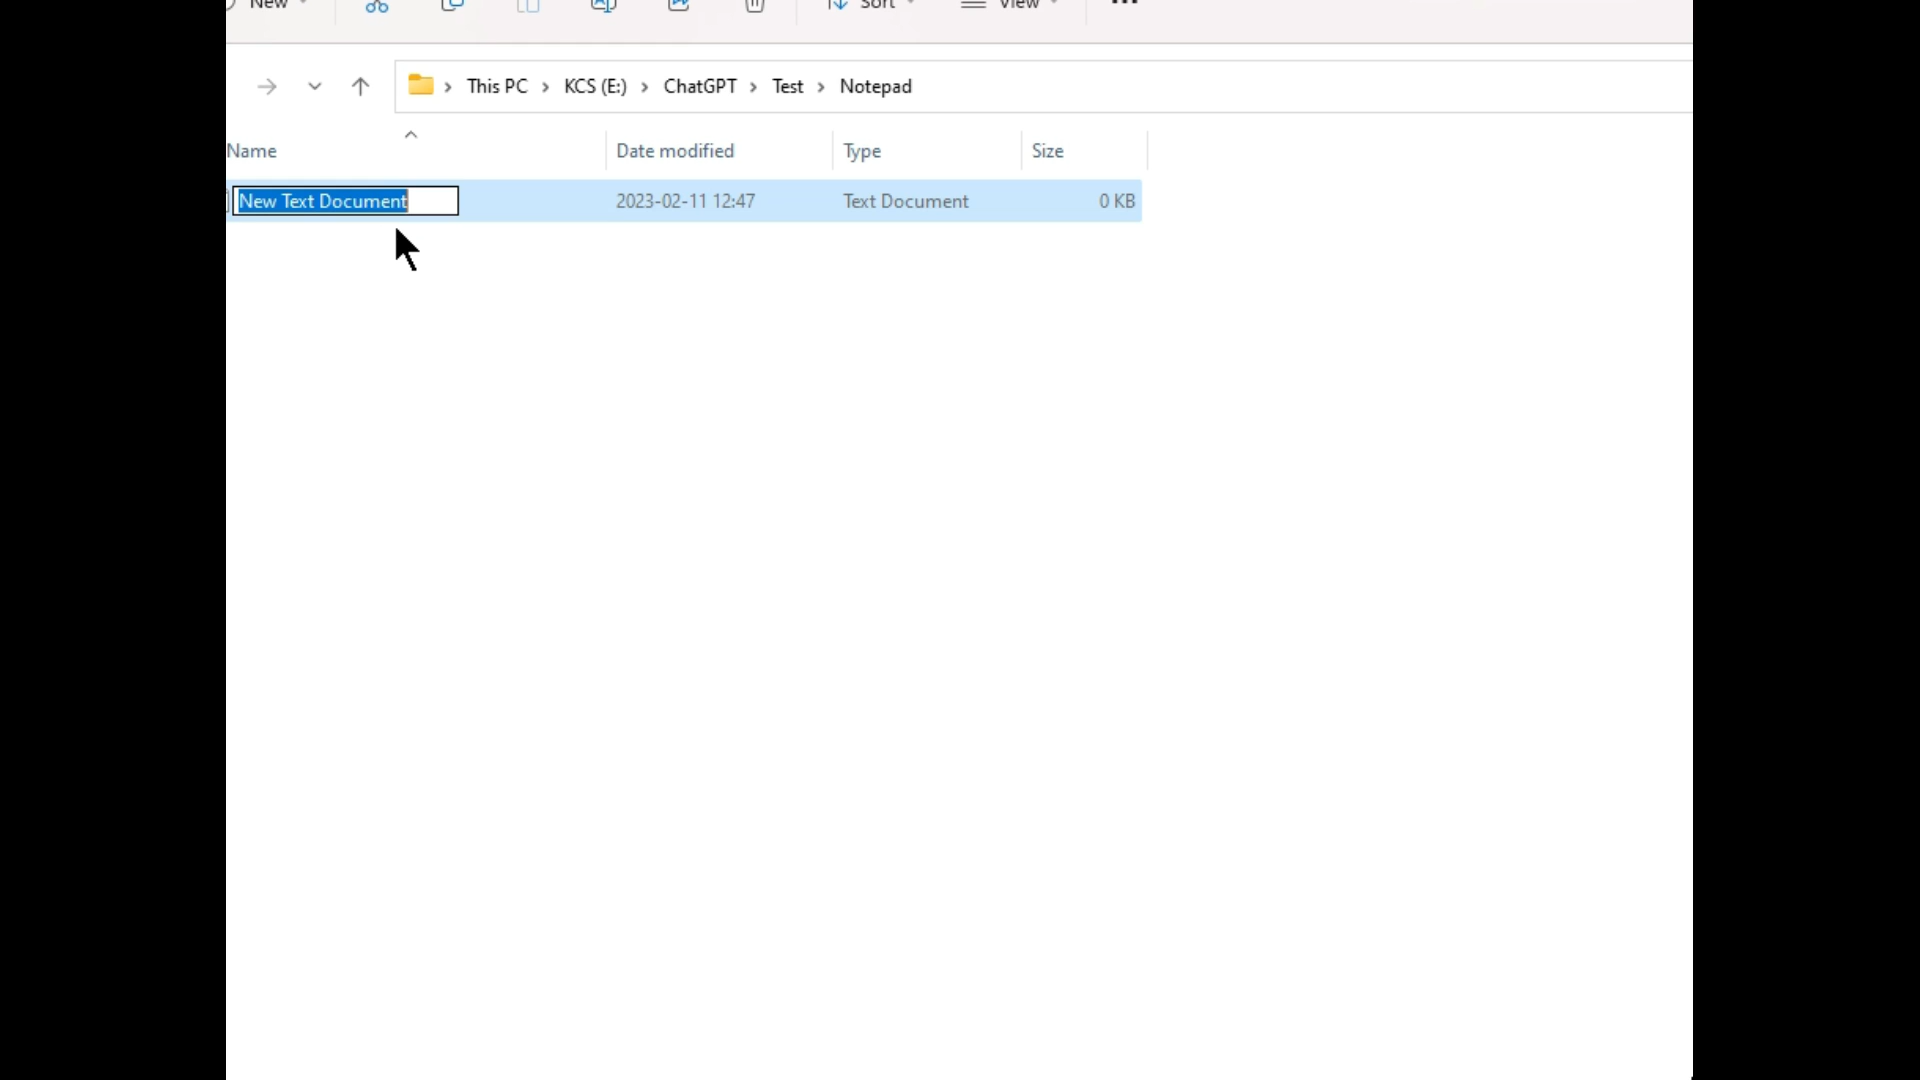 New Sort View
This PC > KCS (E:) > ChatGPT > Test > Notepad
Name Date modified Type Size
New Text Document 2023-02-11 12:47 Text Document 0 KB